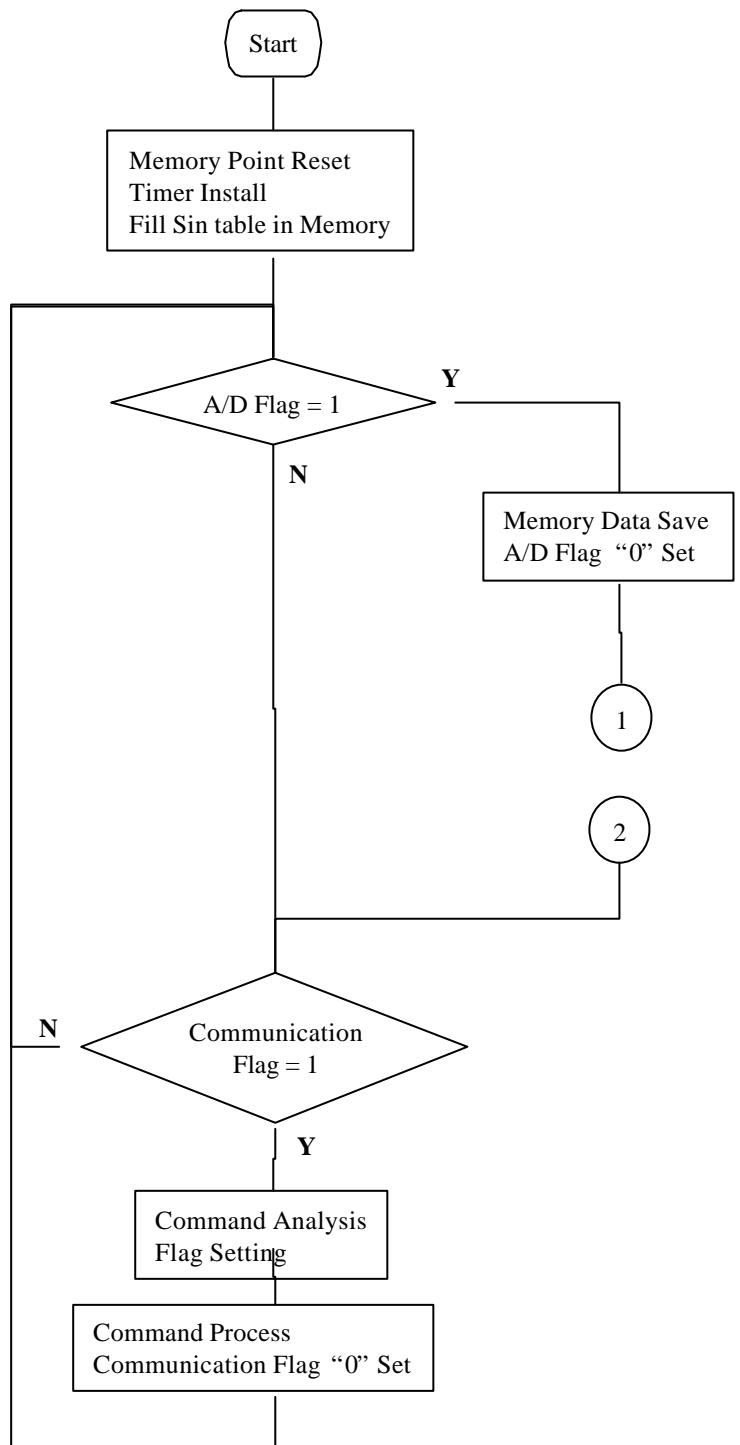 Start
Memory Point Reset
Timer Install
Fill Sin table in Memory
A/D Flag = 1
Y
N
Memory Data Save
A/D Flag “0” Set
1
2
N
Communication
Flag = 1
Y
Command Analysis
Flag Setting
Command Process
Communication Flag “0” Set